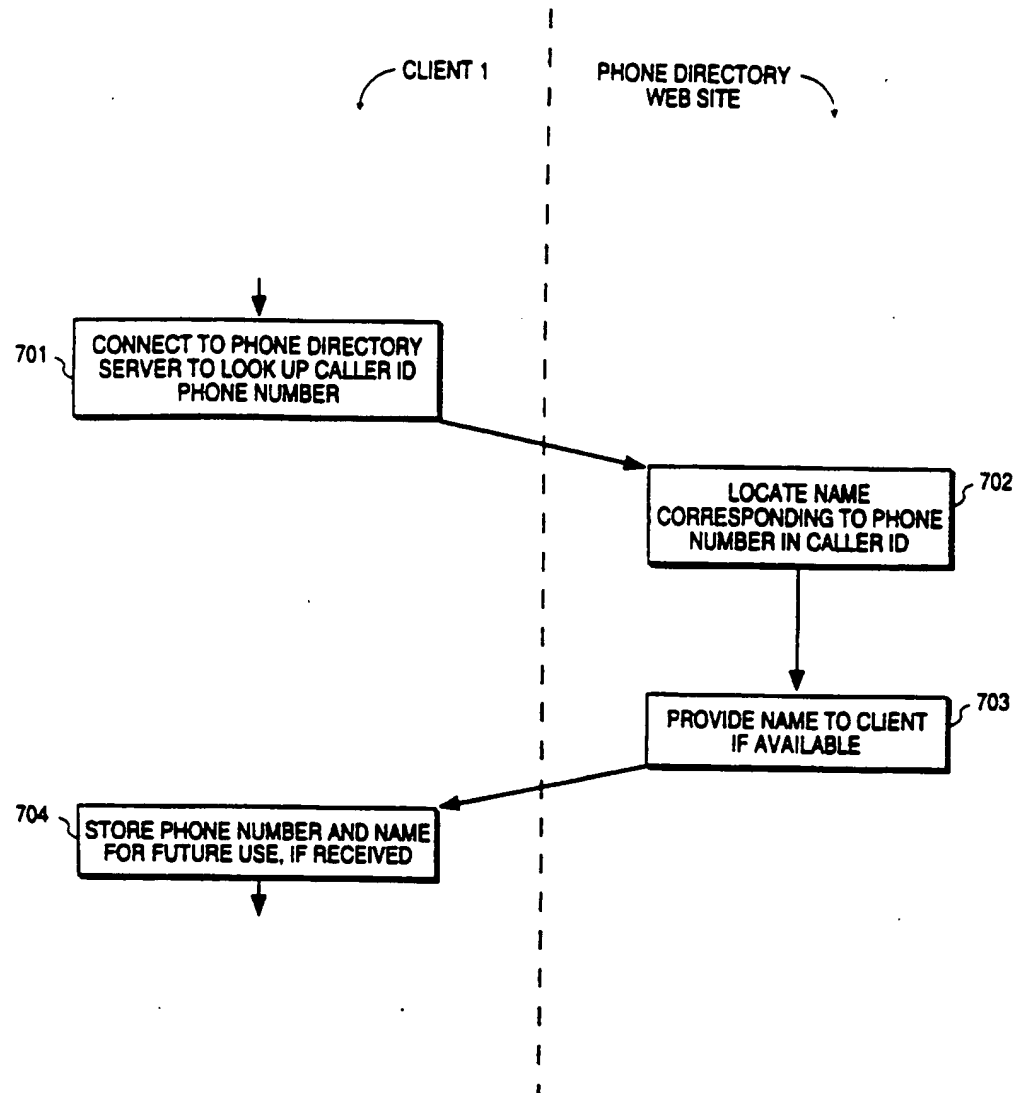 CLIENT 1
PHONE DIRECTORY
WEB SITE
701
CONNECT TO PHONE DIRECTORY
SERVER TO LOOK UP CALLER ID
PHONE NUMBER
702
LOCATE NAME
CORRESPONDING TO PHONE
NUMBER IN CALLER ID
703
PROVIDE NAME TO CLIENT
IF AVAILABLE
704
STORE PHONE NUMBER AND NAME
FOR FUTURE USE, IF RECEIVED